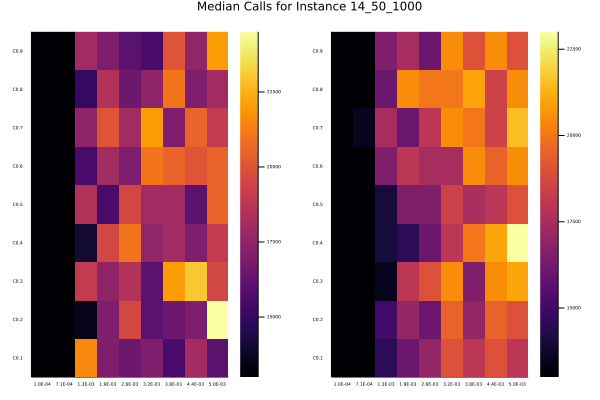 Median Calls for Instance 14_50_1000
C0.9
C0.8
C0.7
C0.6
C0.5
C0.4
C0.3
C0.2
C0.1
1.0E-04 7.1E-04 1.3E-03 1.9E-03 2.6E-03 3.2E-03 3.8E-03 4.4E-03 5.0E-03
22500
20000
17500
15000
C0.9
C0.8
C0.7
C0.6
C0.5
C0.4
C0.3
C0.2
C0.1
1.0E-04 7.1E-04 1.3E-03 1.9E-03 2.6E-03 3.2E-03 3.8E-03 4.4E-03 5.0E-03
22500
20000
17500
15000